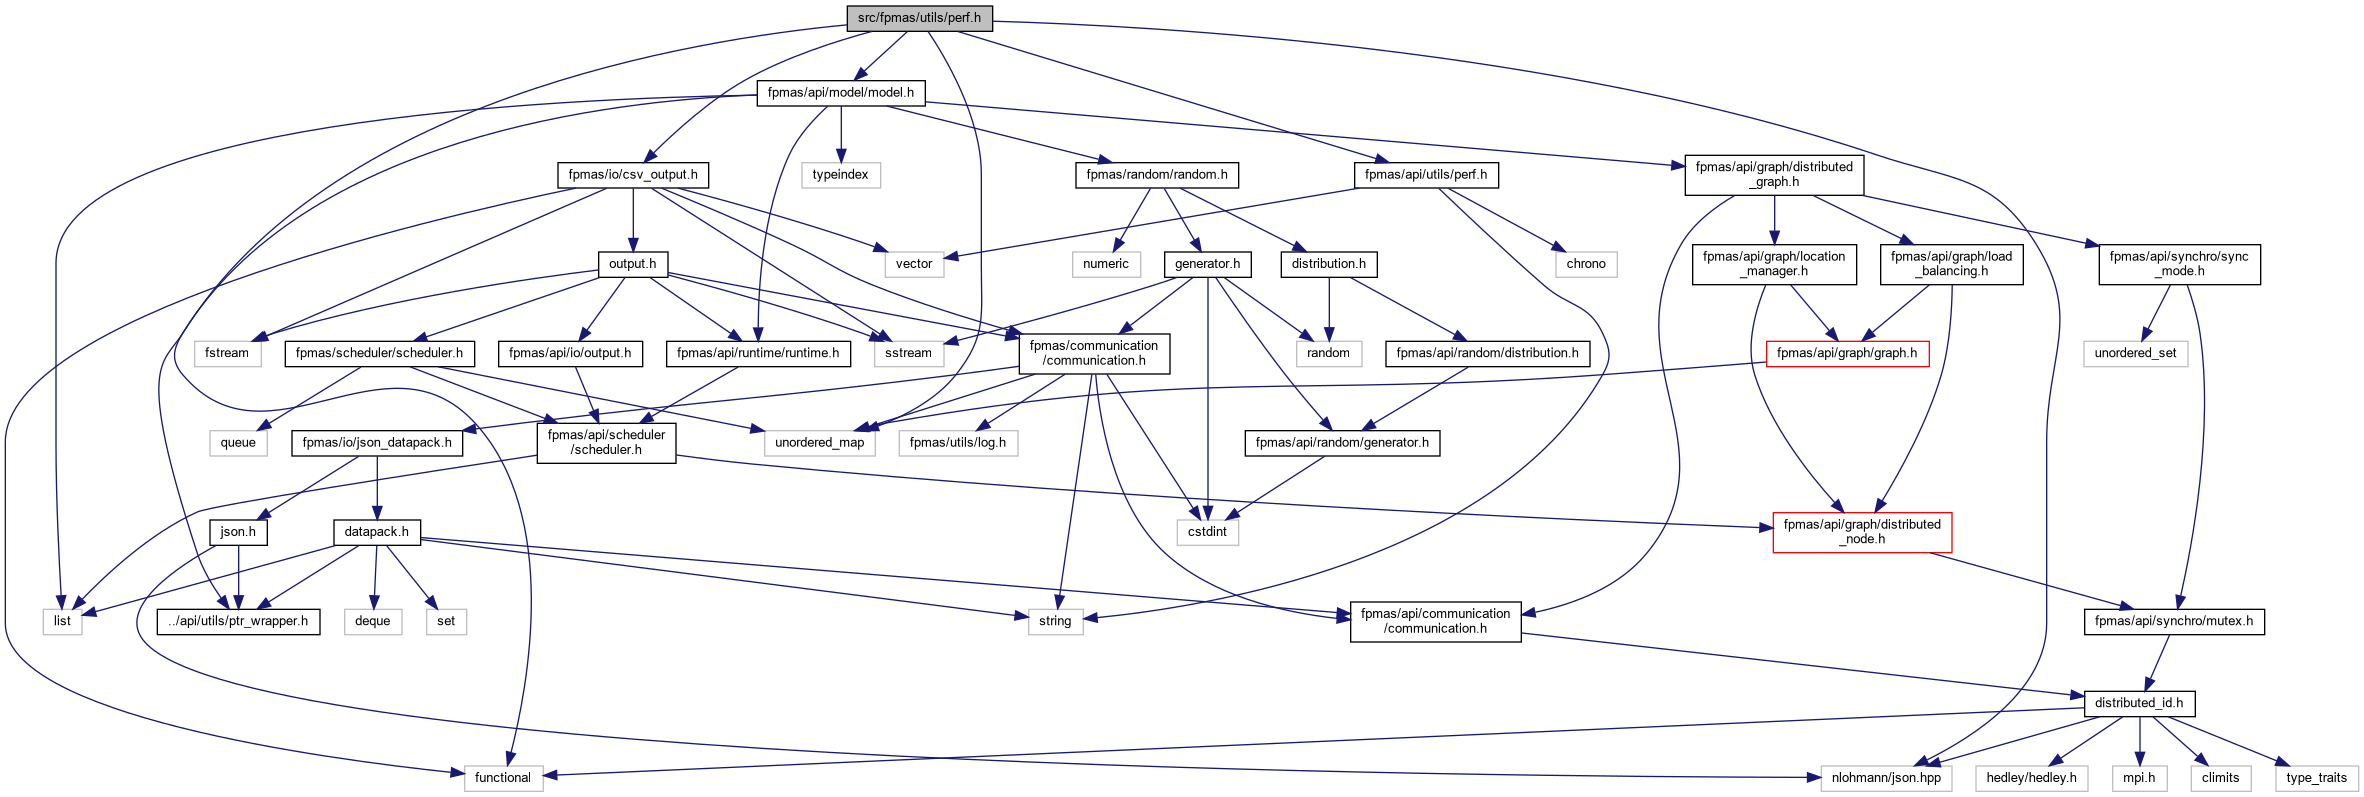 src/fpmas/utils/perf.h
fpmas/api/model/model.h
fpmas/io/csv_output.h
typeindex
fpmas/random/random.h
fpmas/api/utils/perf.h
fpmas/api/graph/distributed
_graph.h
output.h
vector
numeric
generator.h
distribution.h
chrono
fpmas/api/graph/location
_manager.h
fpmas/api/graph/load
_balancing.h
fpmas/api/synchro/sync
_mode.h
fstream
fpmas/scheduler/scheduler.h
fpmas/api/io/output.h
fpmas/api/runtime/runtime.h
sstream
fpmas/communication
/communication.h
random
fpmas/api/random/distribution.h
fpmas/api/graph/graph.h
unordered_set
queue
fpmas/io/json_datapack.h
fpmas/api/scheduler
/scheduler.h
unordered_map
fpmas/utils/log.h
fpmas/api/random/generator.h
json.h
datapack.h
cstdint
fpmas/api/graph/distributed
_node.h
list
../api/utils/ptr_wrapper.h
deque
set
string
fpmas/api/communication
/communication.h
fpmas/api/synchro/mutex.h
distributed_id.h
functional
nlohmann/json.hpp
hedley/hedley.h
mpi.h
climits
type_traits